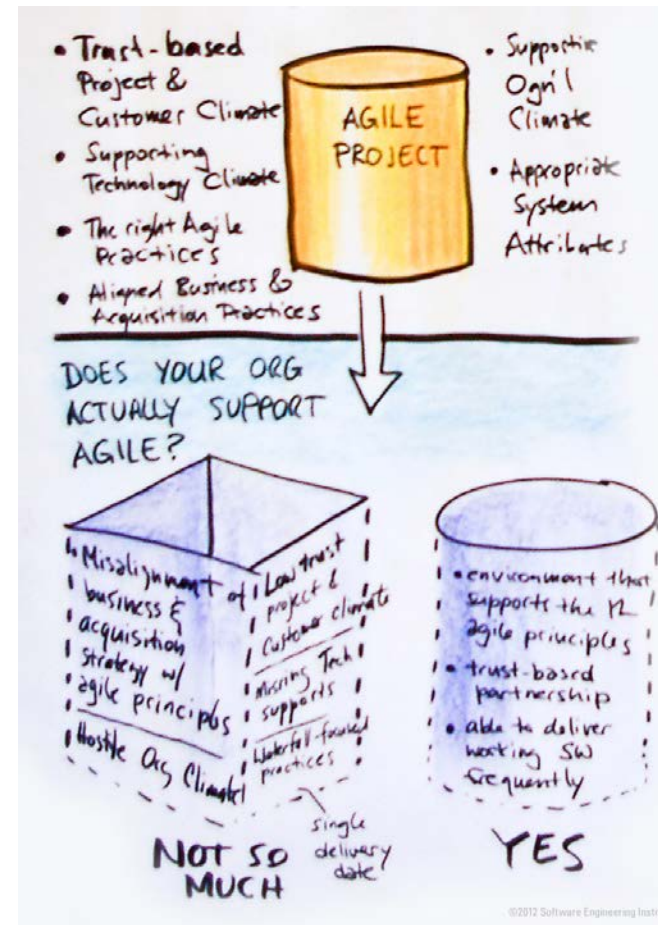 • Trust-based
Project &
Customer Climate
• Supporting
Technology Climate
• The right Agile
Practices
• Aligned Business &
Acquisition Practices
AGILE
PROJECT
• Supportive
Ogn'l
Climate
• Appropriate
System
Attributes
DOES YOUR ORG
ACTUALLY SUPPORT
AGILE?
• Misalignment of
business &
acquisition
strategy w/
agile principles
Hostile Org Climate!
Low trust
project &
Customer climate
Missing Tech
supports
Waterfall-focused
practices
single
delivery
date
NOT SO
MUCH
• environment that
supports the 12
agile principles
• trust-based
partnership
• able to deliver
working SW
frequently
YES
©2012 Software Engineering Insti